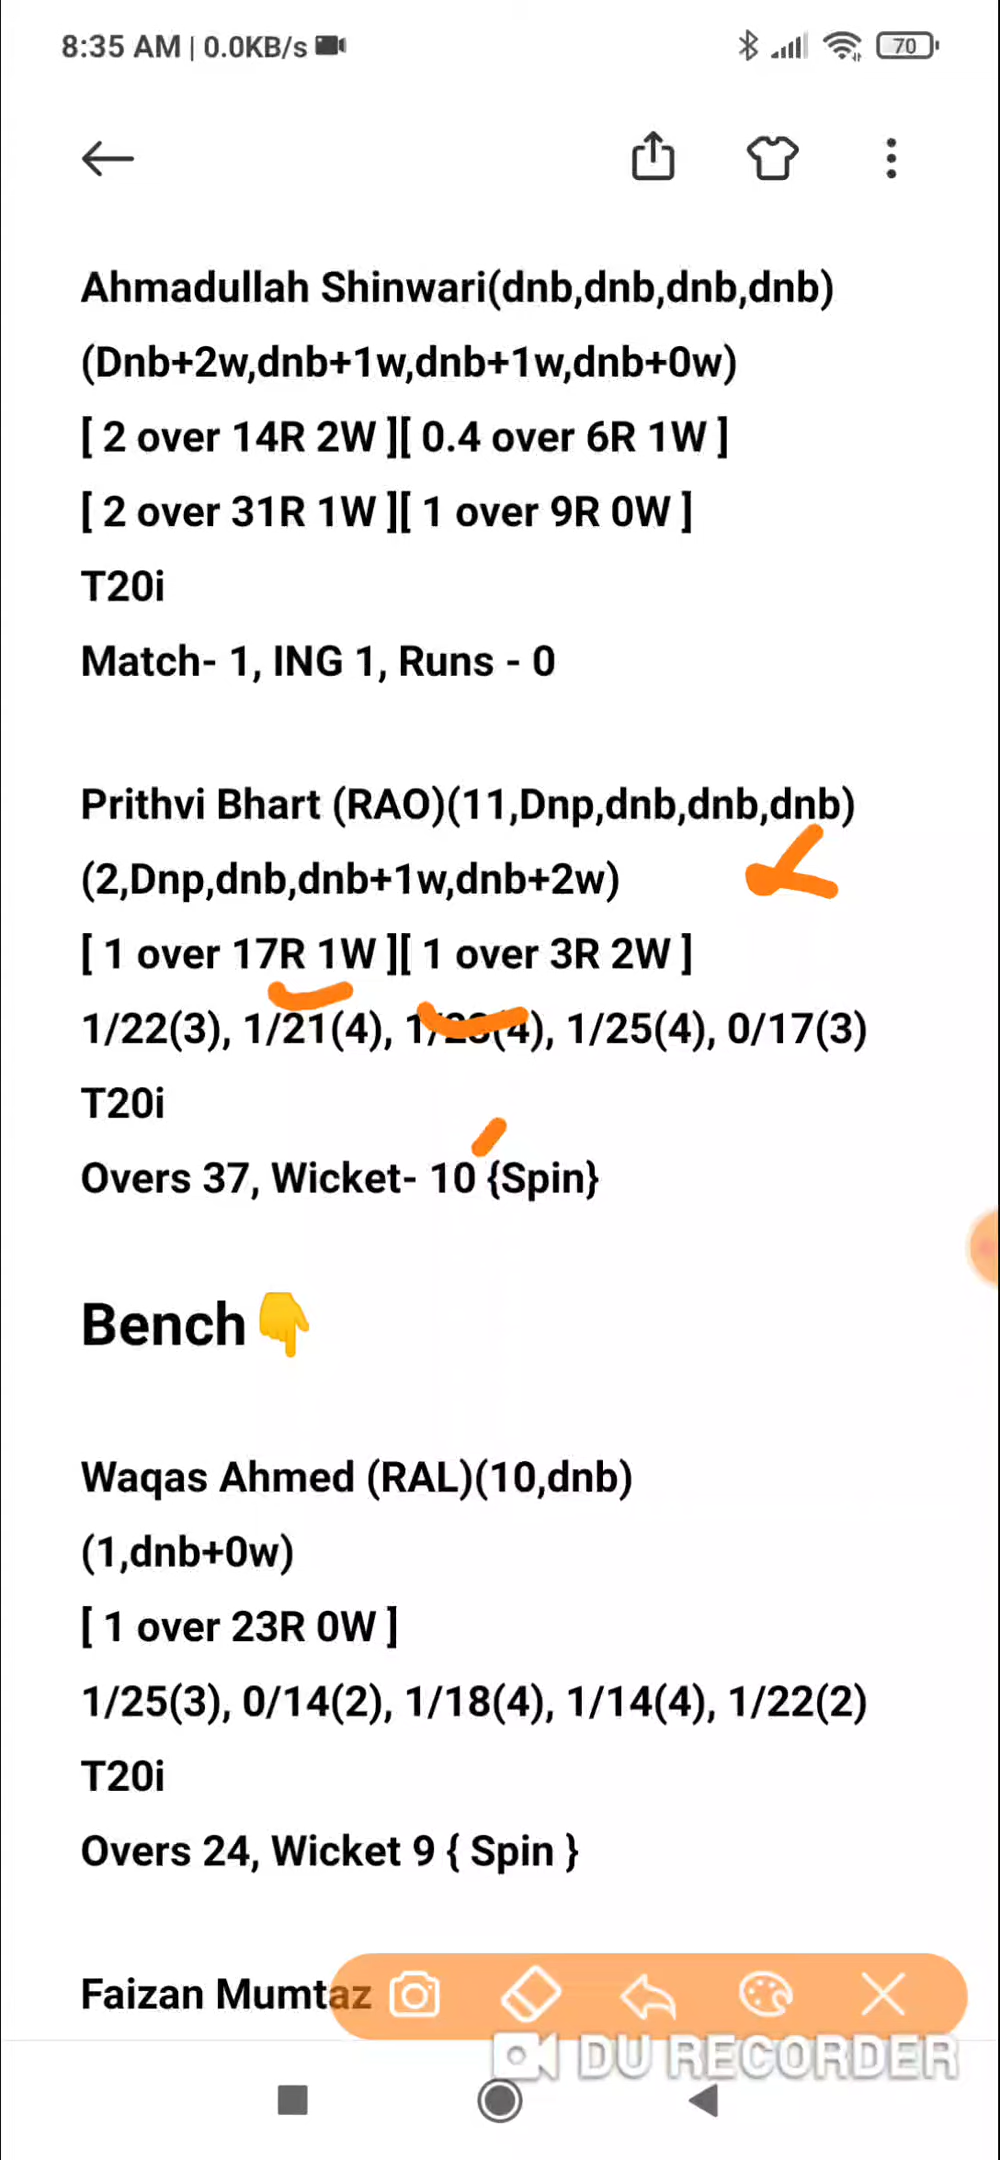 8:35 AM | 0.0KB/s
70
Ahmadullah Shinwari(dnb,dnb,dnb,dnb)
(Dnb+2w,dnb+1w,dnb+1w,dnb+0w)
[ 2 over 14R 2W ][ 0.4 over 6R 1W ]
[ 2 over 31R 1W ][ 1 over 9R 0W ]
T20i
Match- 1, ING 1, Runs - 0
Prithvi Bhart (RAO)(11,Dnp,dnb,dnb,dnb)
(2,Dnp,dnb,dnb+1w,dnb+2w)
[ 1 over 17R 1W ][ 1 over 3R 2W ]
1/22(3), 1/21(4), 1/25(4), 0/17(3)
T20i
Overs 37, Wicket- 10 {Spin}
Bench👇
Waqas Ahmed (RAL)(10,dnb)
(1,dnb+0w)
[ 1 over 23R 0W ]
1/25(3), 0/14(2), 1/18(4), 1/14(4), 1/22(2)
T20i
Overs 24, Wicket 9 { Spin }
Faizan Mumtaz
DU RECORDER